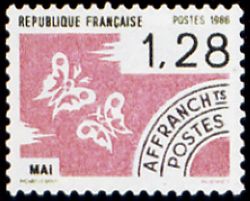 REPUBLIQUE FRANÇAISE POSTES 1986
1,28
AFFRANCHTS
POSTES
MAI